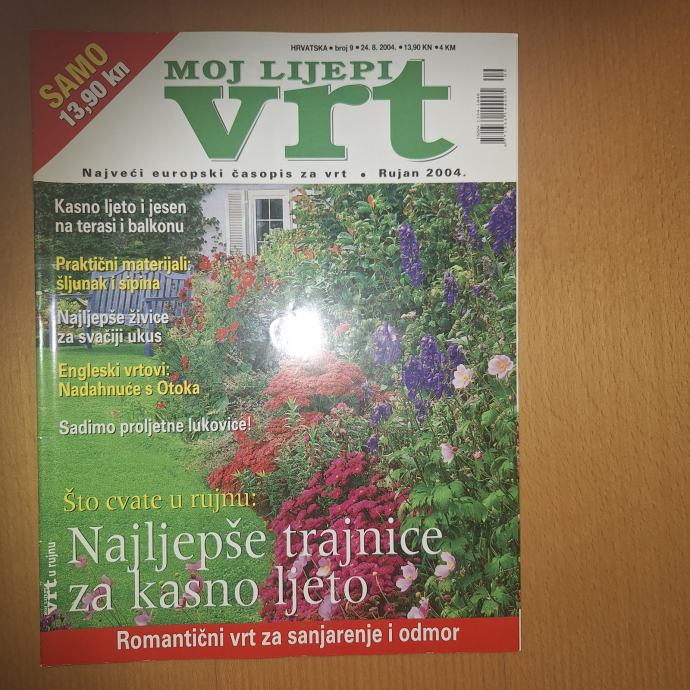 HRVATSKA • broj 9 • 24. 8. 2004. • 13,90 KN • 4 KM
SAMO
13,90 kn
MOJ LIJEPI
vrt
Najveći europski časopis za vrt • Rujan 2004.
Kasno ljeto i jesen
na terasi i balkonu
Praktični materijali:
šljunak i sipina
Najljepše živice
za svačiji ukus
Engleski vrtovi:
Nadahnuće s Otoka
Sadimo proljetne lukovice!
Što cvate u rujnu:
Najljepše trajnice
za kasno ljeto
vrt u rujnu
Romantični vrt za sanjarenje i odmor